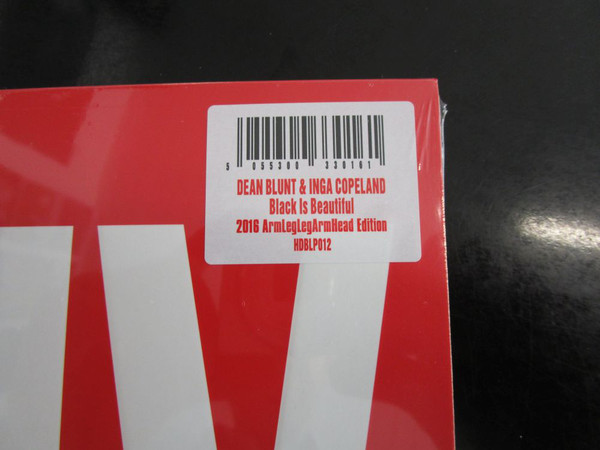 5 055300 330161
DEAN BLUNT & INGA COPELAND
Black Is Beautiful
2016 ArmLegLegArmHead Edition
HDBLP012